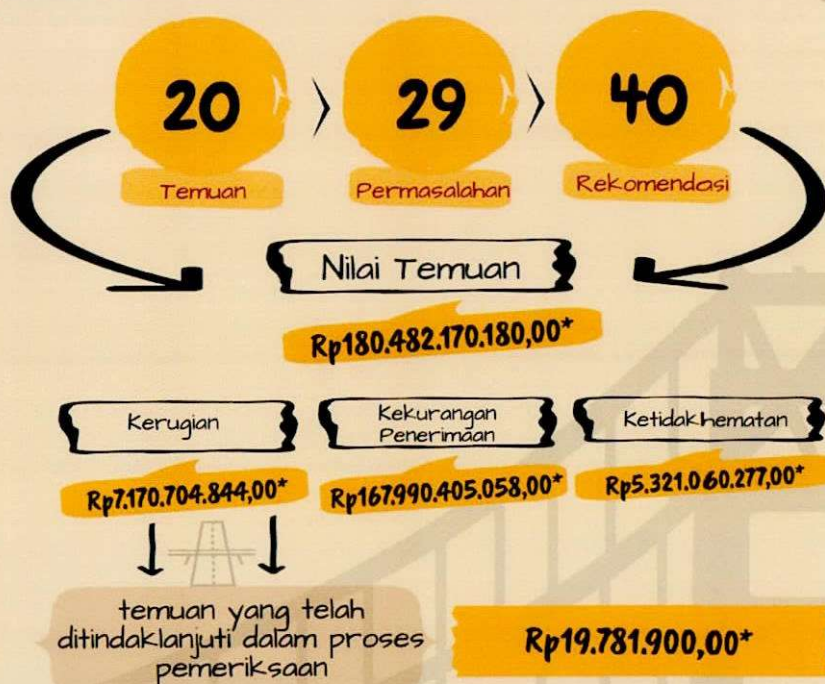 20
29
40
Temuan
Permasalahan
Rekomendasi
Nilai Temuan
Rp180.482.170.180,00*
Kerugian
Kekurangan
Penerimaan
Ketidakhematan
Rp7.170.704.844,00*
Rp167.990.405.058,00*
Rp5.321.060.277,00*
temuan yang telah
ditindaklanjuti dalam proses
pemeriksaan
Rp19.781.900,00*